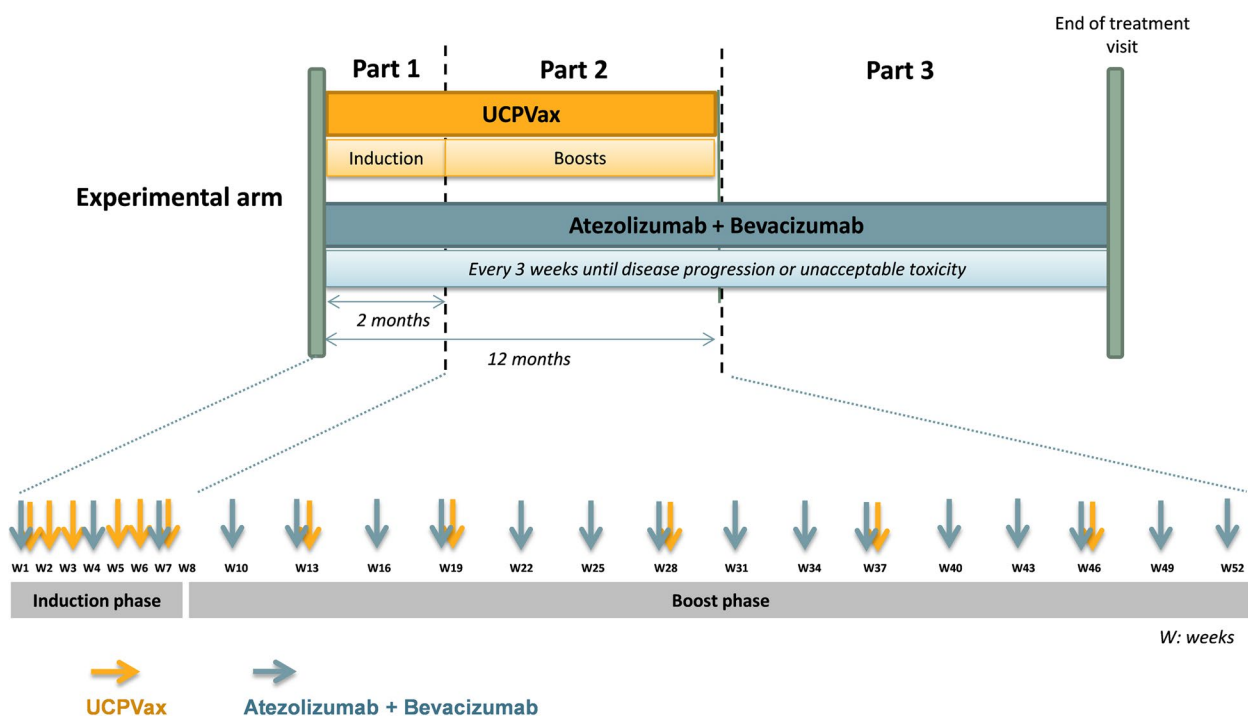 End of treatment
visit
Part 1
Part 2
Part 3
UCPVax
Induction
Boosts
Experimental arm
Atezolizumab + Bevacizumab
Every 3 weeks until disease progression or unacceptable toxicity
2 months
12 months
W1 W2 W3 W4 W5 W6 W7 W8 W10 W13 W16 W19 W22 W25 W28 W31 W34 W37 W40 W43 W46 W49 W52
Induction phase
Boost phase
W: weeks
UCPVax
Atezolizumab + Bevacizumab